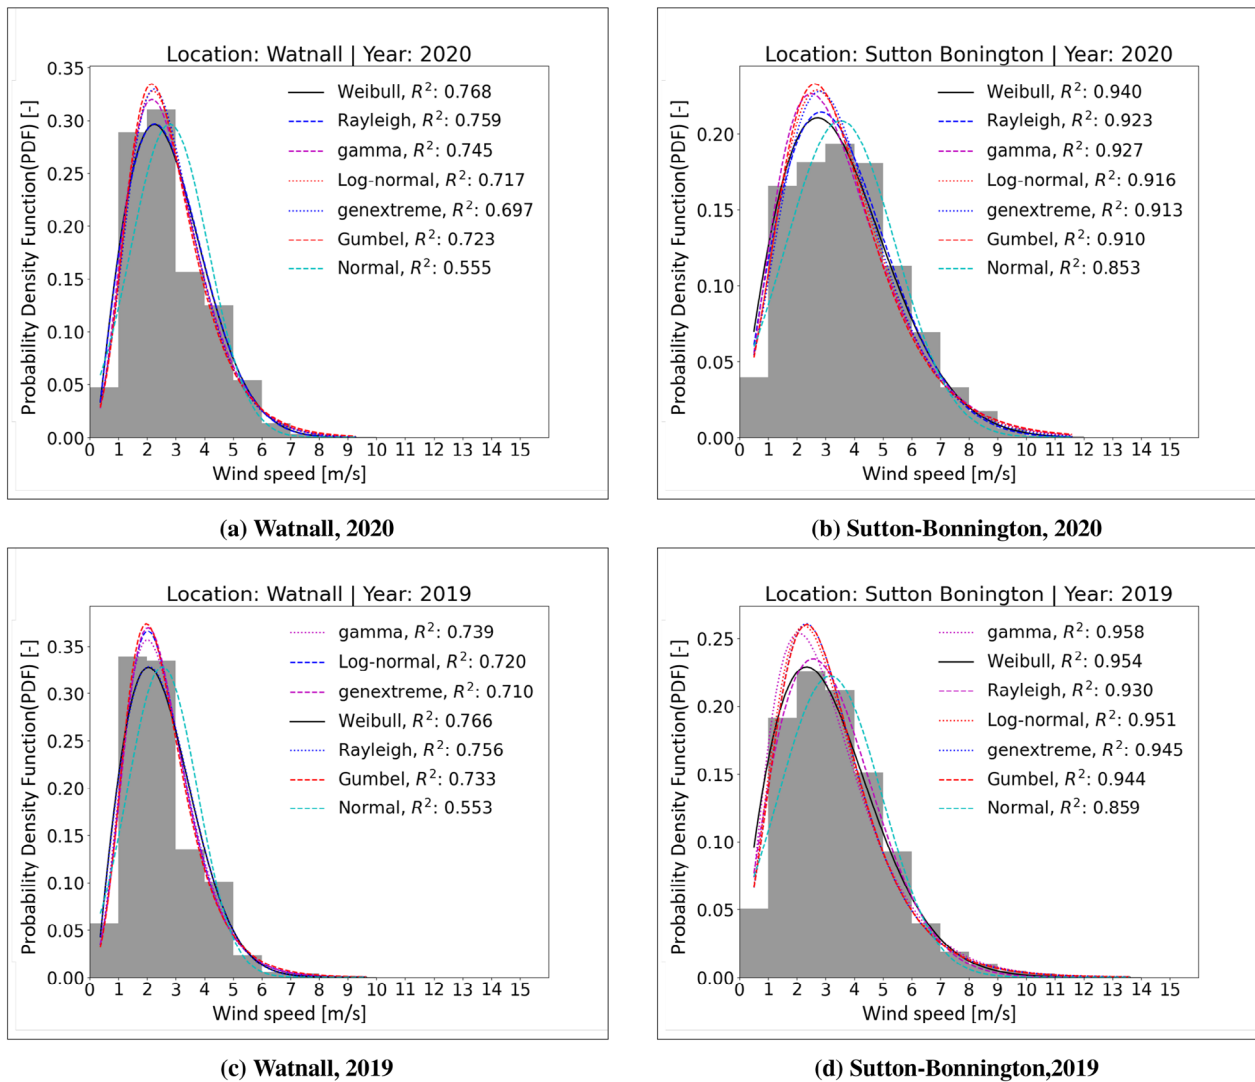 Location: Watnall | Year: 2020
Probability Density Function(PDF) [-]
0.35
0.30
0.25
0.20
0.15
0.10
0.05
0.00
Weibull, R²: 0.768
Rayleigh, R²: 0.759
gamma, R²: 0.745
Log-normal, R²: 0.717
genextreme, R²: 0.697
Gumbel, R²: 0.723
Normal, R²: 0.555
0 1 2 3 4 5 6 7 8 9 10 11 12 13 14 15
Wind speed [m/s]
(a) Watnall, 2020
Location: Sutton Bonington | Year: 2020
Probability Density Function(PDF) [-]
0.20
0.15
0.10
0.05
0.00
Weibull, R²: 0.940
Rayleigh, R²: 0.923
gamma, R²: 0.927
Log-normal, R²: 0.916
genextreme, R²: 0.913
Gumbel, R²: 0.910
Normal, R²: 0.853
0 1 2 3 4 5 6 7 8 9 10 11 12 13 14 15
Wind speed [m/s]
(b) Sutton-Bonnington, 2020
Location: Watnall | Year: 2019
Probability Density Function(PDF) [-]
0.35
0.30
0.25
0.20
0.15
0.10
0.05
0.00
gamma, R²: 0.739
Log-normal, R²: 0.720
genextreme, R²: 0.710
Weibull, R²: 0.766
Rayleigh, R²: 0.756
Gumbel, R²: 0.733
Normal, R²: 0.553
0 1 2 3 4 5 6 7 8 9 10 11 12 13 14 15
Wind speed [m/s]
(c) Watnall, 2019
Location: Sutton Bonington | Year: 2019
Probability Density Function(PDF) [-]
0.25
0.20
0.15
0.10
0.05
0.00
gamma, R²: 0.958
Weibull, R²: 0.954
Rayleigh, R²: 0.930
Log-normal, R²: 0.951
genextreme, R²: 0.945
Gumbel, R²: 0.944
Normal, R²: 0.859
0 1 2 3 4 5 6 7 8 9 10 11 12 13 14 15
Wind speed [m/s]
(d) Sutton-Bonnington,2019